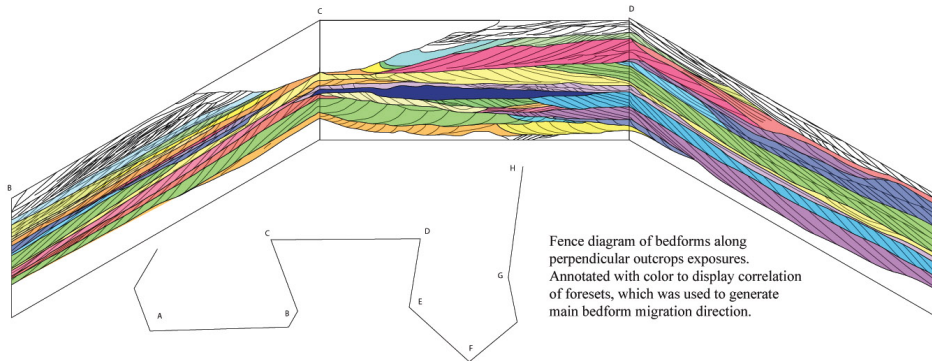 C
D
B
H
C
D
G
E
B
A
F
Fence diagram of bedforms along
perpendicular outcrops exposures.
Annotated with color to display correlation
of foresets, which was used to generate
main bedform migration direction.